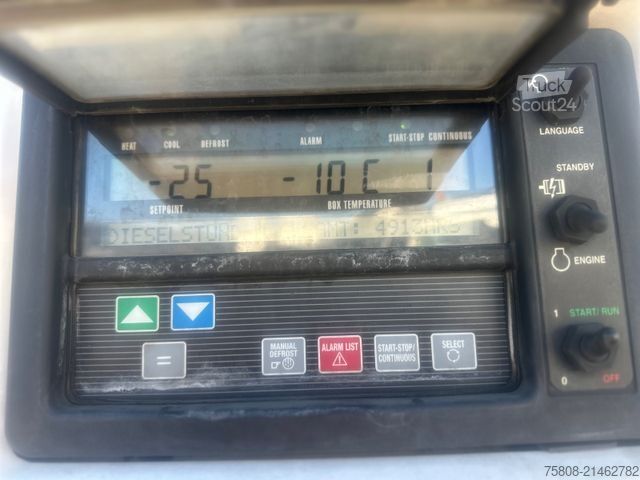 Truck
Scout24
LANGUAGE
HEAT COOL DEFROST ALARM START-STOP CONTINUOUS
STANDBY
-25 -10 C 1
SETPOINT BOX TEMPERATURE
4913HRS
ENGINE
1 START/RUN
MANUAL DEFROST
ALARM LIST
START-STOP/ CONTINUOUS
SELECT
=
0 OFF
75808-21462782